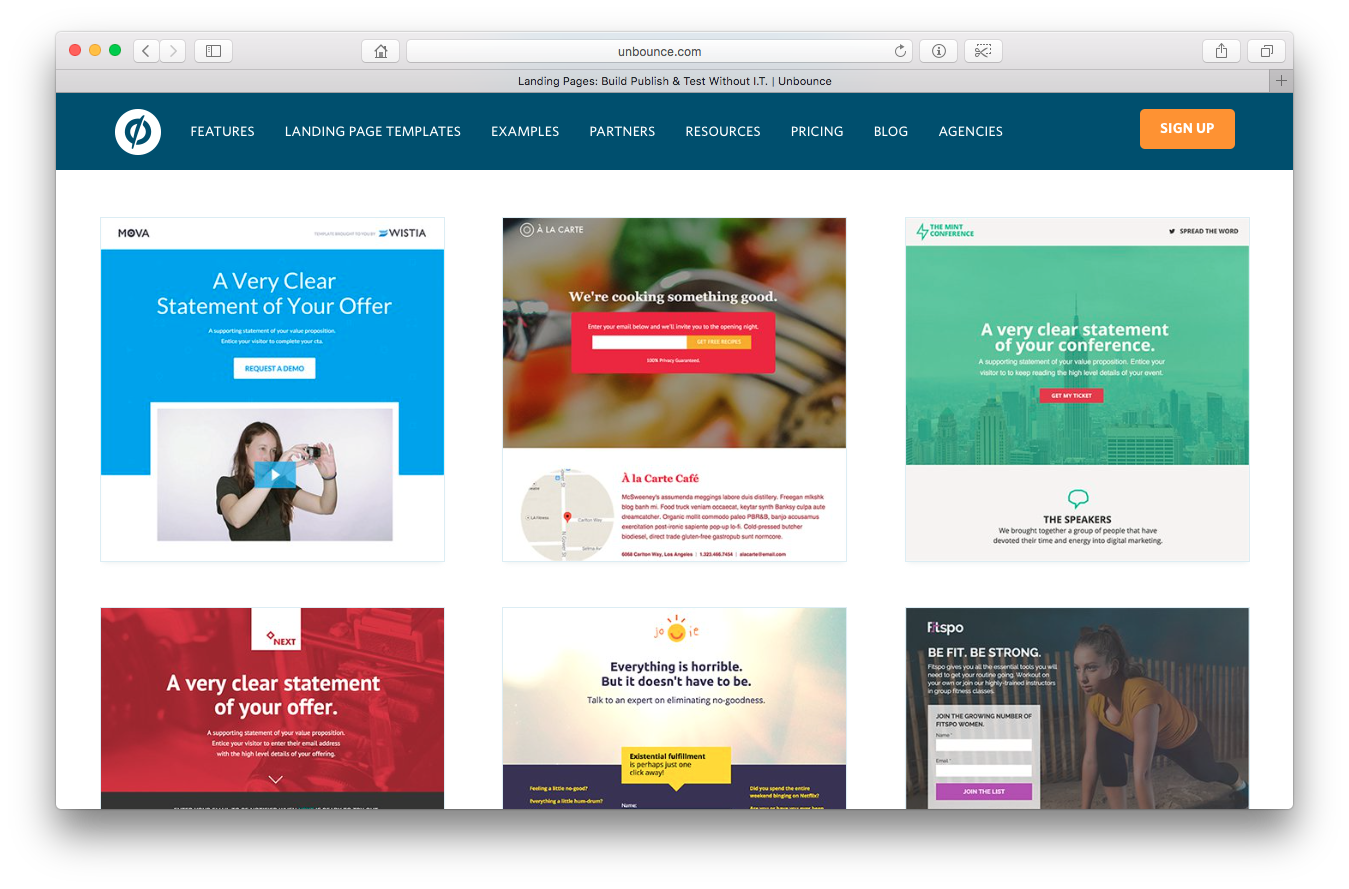 unbounce.com
Landing Pages: Build Publish & Test Without I.T. | Unbounce
FEATURES
LANDING PAGE TEMPLATES
EXAMPLES
PARTNERS
RESOURCES
PRICING
BLOG
AGENCIES
SIGN UP
MOVA
TEMPLATE BROUGHT TO YOU BY
WISTIA
A Very Clear
Statement of Your Offer
A supporting statement of your value proposition.
Entice your visitor to complete your cta.
REQUEST A DEMO
À LA CARTE
We're cooking something good.
Enter your email below and we'll invite you to the opening night.
GET FREE RECIPES
100% Privacy Guaranteed.
Carlton Way
À la Carte Café
McSweeney's assumenda meggings labore duis distillery. Freegan mlkshk
blog banh mi. Food truck veniam occaecat, keytar synth Banksy culpa aute
dreamcatcher. Organic mollit commodo paleo PBR&B, banjo accusamus
exercitation post-ironic sapiente pop-up lo-fi. Cold-pressed butcher
biodiesel, direct trade gluten-free gastropub sunt normcore.
6068 Carlton Way, Los Angeles | 1.323.466.7434 | alacarte@email.com
THE MINT
CONFERENCE
SPREAD THE WORD
A very clear statement
of your conference.
A supporting statement of your value proposition. Entice your
visitor to to keep reading the high level details of your event.
GET MY TICKET
THE SPEAKERS
We brought together a group of people that have
devoted their time and energy into digital marketing.
NEXT
A very clear statement
of your offer.
A supporting statement of your value proposition.
Entice your visitor to enter their email address
with the high level details of your offering.
Everything is horrible.
But it doesn't have to be.
Talk to an expert on eliminating no-goodness.
Existential fulfillment
is perhaps just one
click away!
Feeling a little no-good?
Everything a little hum-drum?
Name:
Did you spend the entire
weekend binging on Netflix?
Fitspo
BE FIT. BE STRONG.
Fitspo gives you all the essential tools you will
need to get your routine going. Workout on
your own or join our highly-trained instructors
in group fitness classes.
JOIN THE GROWING NUMBER OF
FITSPO WOMEN.
Name *
Email *
JOIN THE LIST